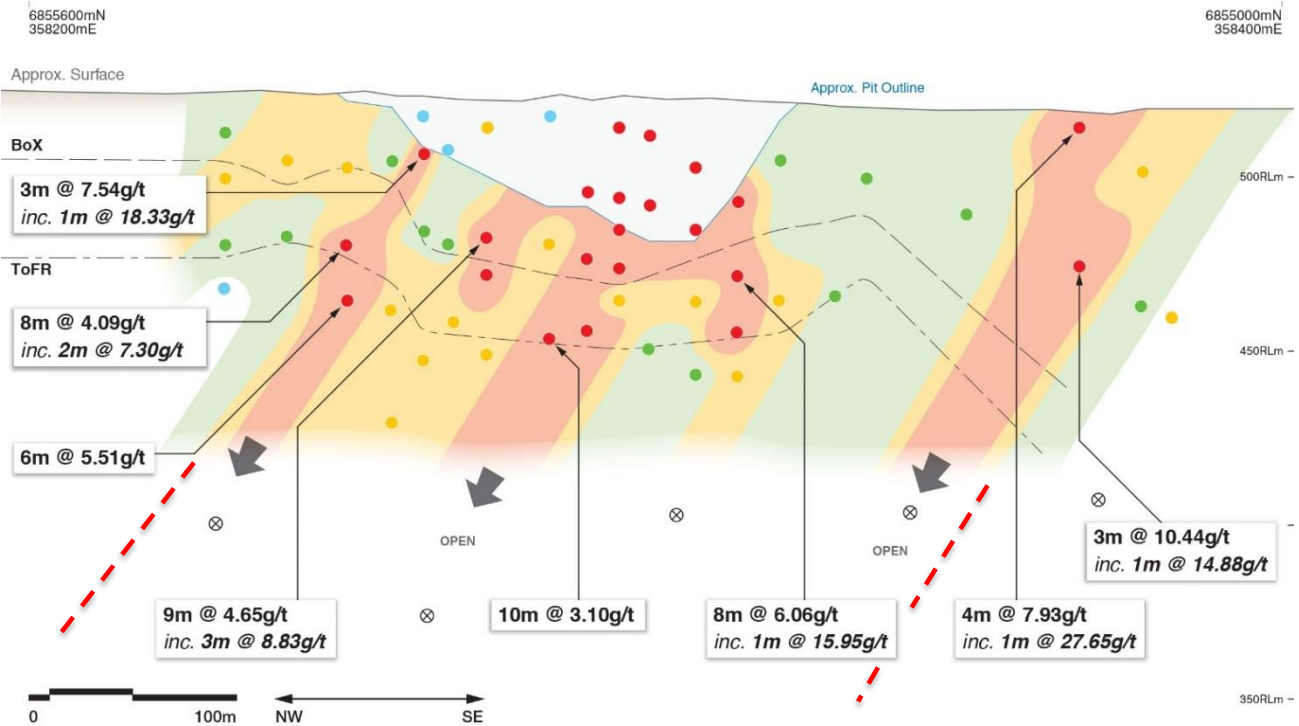 6855600mN
358200mE
6855000mN
358400mE
Approx. Surface
Approx. Pit Outline
BoX
500RLm
3m @ 7.54g/t
inc. 1m @ 18.33g/t
ToFR
8m @ 4.09g/t
inc. 2m @ 7.30g/t
450RLm
6m @ 5.51g/t
OPEN
OPEN
3m @ 10.44g/t
inc. 1m @ 14.88g/t
9m @ 4.65g/t
inc. 3m @ 8.83g/t
10m @ 3.10g/t
8m @ 6.06g/t
inc. 1m @ 15.95g/t
4m @ 7.93g/t
inc. 1m @ 27.65g/t
350RLm
0
100m
NW
SE